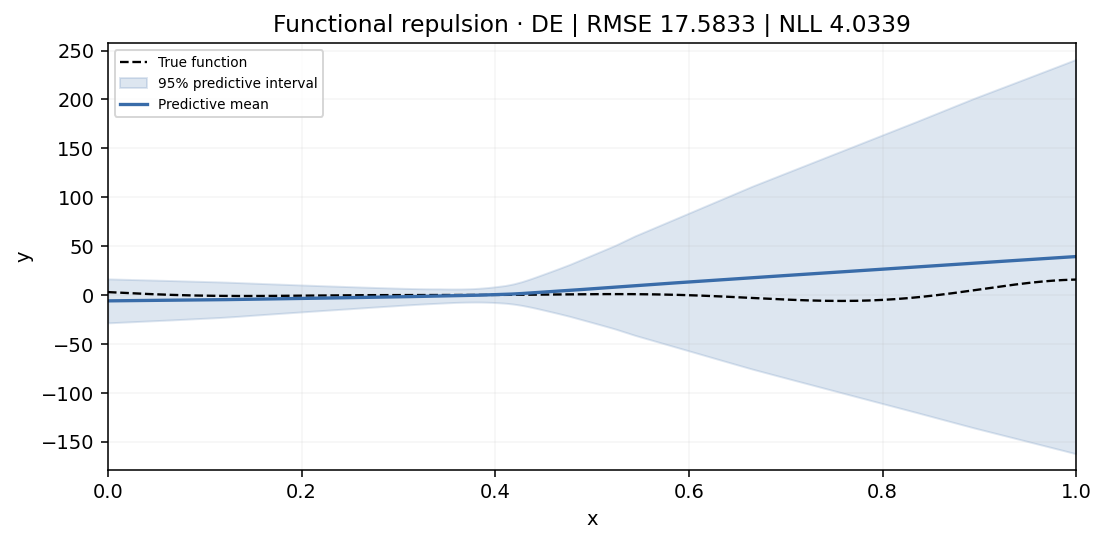 Functional repulsion · DE | RMSE 17.5833 | NLL 4.0339
True function
95% predictive interval
Predictive mean
250
200
150
100
50
0
−50
−100
−150
y
0.0 0.2 0.4 0.6 0.8 1.0
x